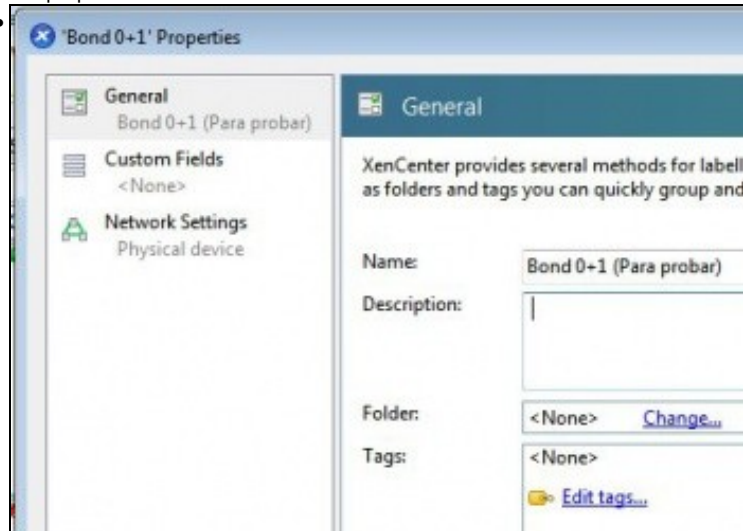 'Bond 0+1' Properties
General
Bond 0+1 (Para probar)
Custom Fields
<None>
Network Settings
Physical device
General
XenCenter provides several methods for labell
as folders and tags you can quickly group and
Name:
Bond 0+1 (Para probar)
Description:
Folder:
<None> Change...
Tags:
<None>
Edit tags...